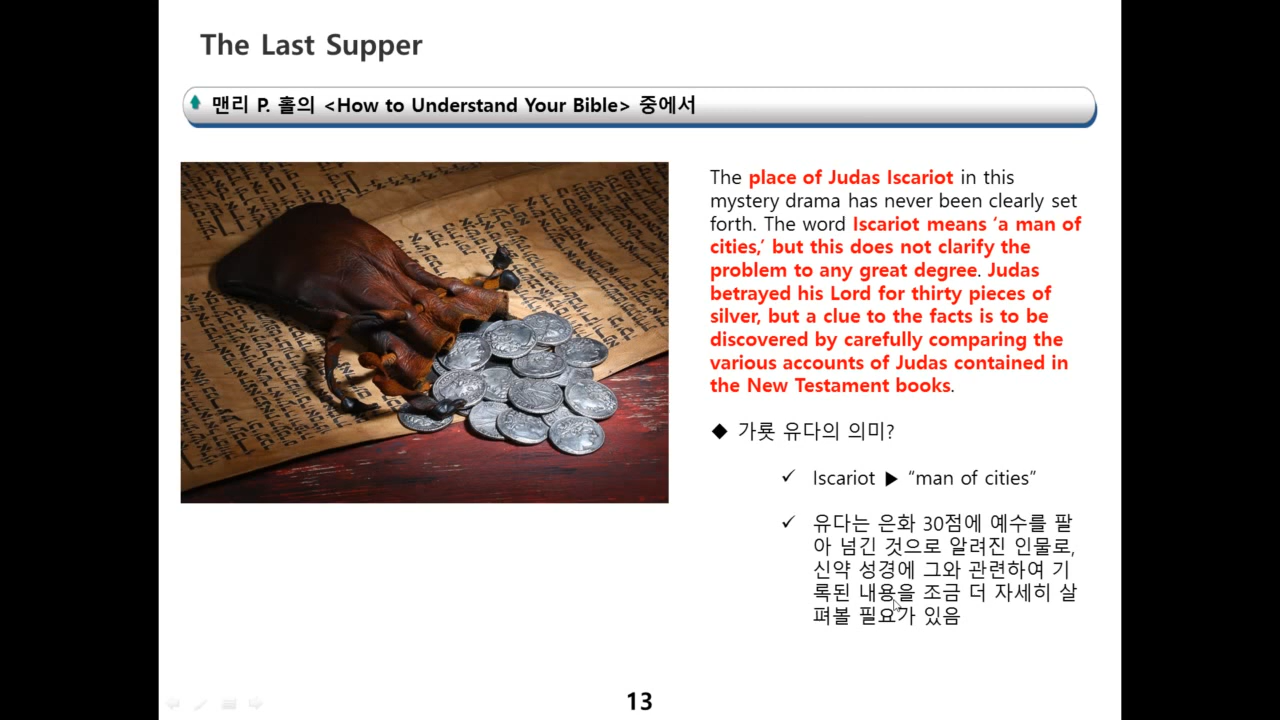 The Last Supper
맨리 P. 홀의 <How to Understand Your Bible> 중에서
The place of Judas Iscariot in this
mystery drama has never been clearly set
forth. The word Iscariot means ‘a man of
cities,’ but this does not clarify the
problem to any great degree. Judas
betrayed his Lord for thirty pieces of
silver, but a clue to the facts is to be
discovered by carefully comparing the
various accounts of Judas contained in
the New Testament books.
◆ 가룟 유다의 의미?
✓ Iscariot ▶ “man of cities”
✓ 유다는 은화 30점에 예수를 팔
아 넘긴 것으로 알려진 인물로,
신약 성경에 그와 관련하여 기
록된 내용을 조금 더 자세히 살
펴볼 필요가 있음
13